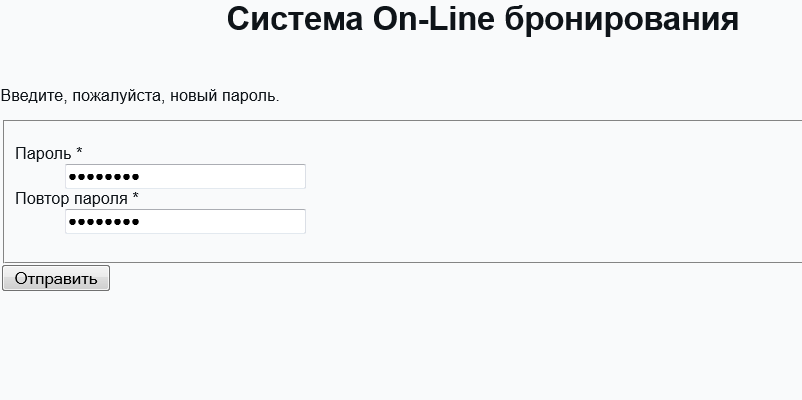 Система On-Line бронирования
Введите, пожалуйста, новый пароль.
Пароль *
••••••••
Повтор пароля *
••••••••
Отправить